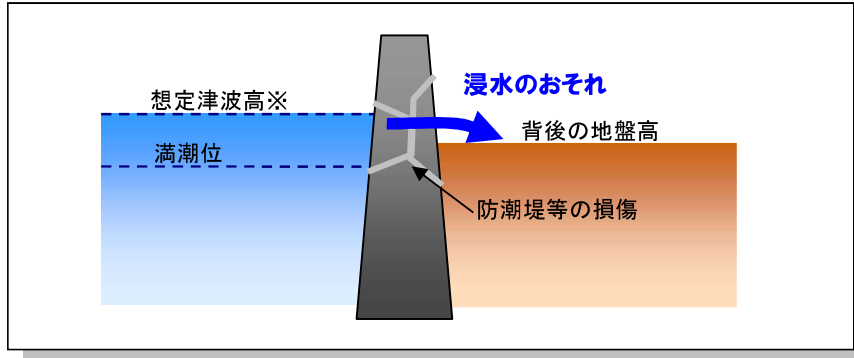 浸水のおそれ
想定津波高※
背後の地盤高
満潮位
防潮堤等の損傷